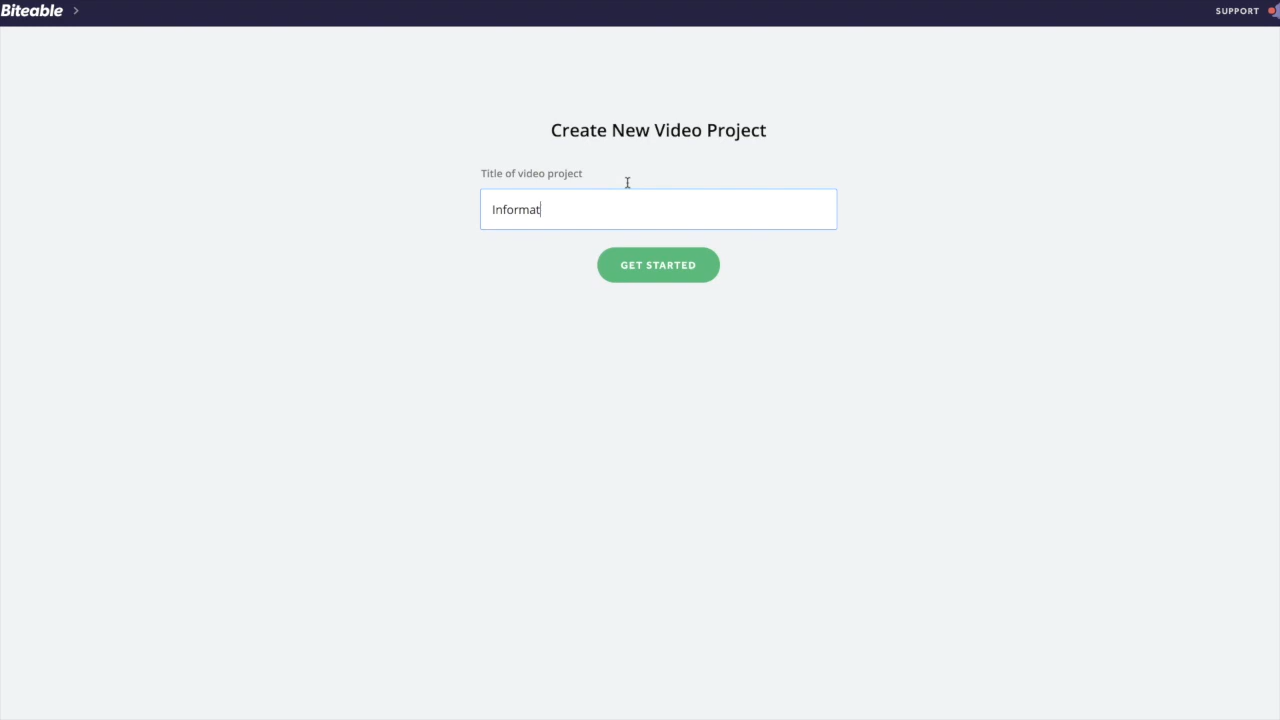 Biteable
SUPPORT
Create New Video Project
Title of video project
Informat
GET STARTED